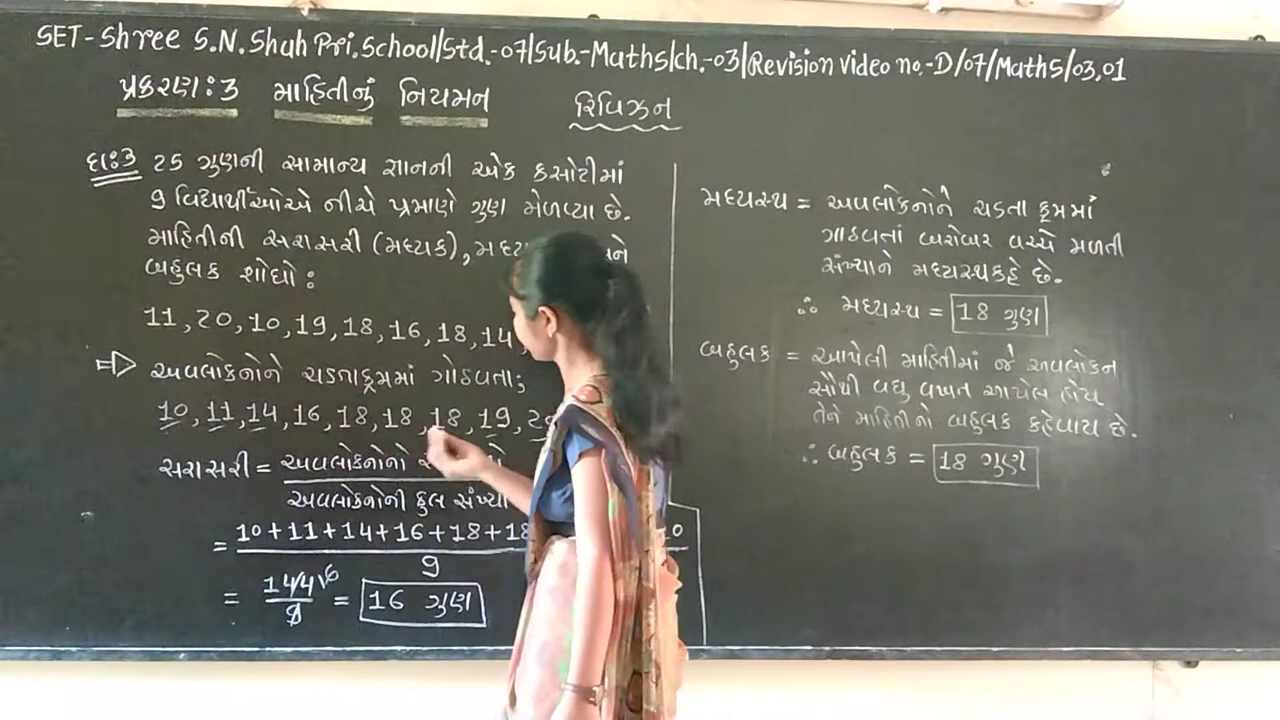 SET-Shree S.N.Shah Pri.School/Std.-07/Sub.-Maths/ch.-03/Revision video no.-D/07/Maths/03.01
પ્રકરણ:3 માહિતીનું નિયમન રિવિઝન
દા:3 25 ગુણની સામાન્ય જ્ઞાનની એક કસોટીમાં
9 વિદ્યાર્થીઓએ નીચે પ્રમાણે ગુણ મેળવ્યા છે.
માહિતીની સરાસરી (મધ્યક),
બહુલક શોધો:
11, 20, 10, 19, 18, 16, 18, 14
⇒ અવલોકનોને ચડતાક્રમમાં ગોઠવતા;
10, 11, 14, 16, 18, 18, 18, 19,
સરાસરી = અવલોકનોનો
અવલોકનોની કુલ સંખ્યા
= 10+11+14+16+18+18
9
= 144 16
9
= 16 ગુણ
મધ્યસ્થ = અવલોકનોને ચડતા ક્રમમાં
ગોઠવતાં બરોબર વચ્ચે મળતી
સંખ્યાને મધ્યસ્થ કહે છે.
∴ મધ્યસ્થ = 18 ગુણ
બહુલક = આપેલી માહિતીમાં જે અવલોકન
સૌથી વધુ વખત આવેલ હોય
તેને માહિતીનો બહુલક કહેવાય છે.
∴ બહુલક = 18 ગુણ